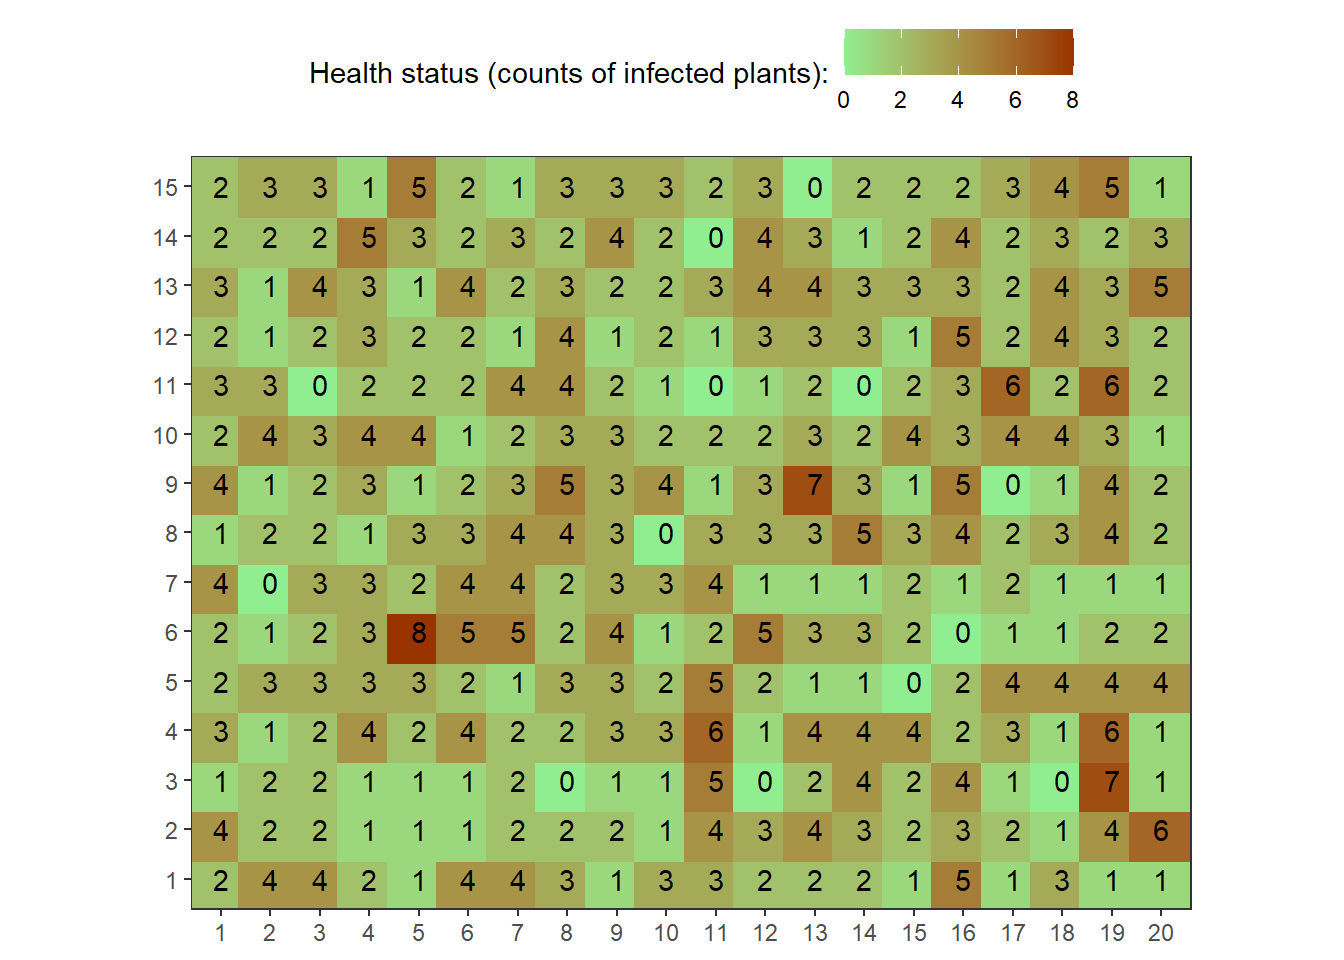 Health status (counts of infected plants):
0 2 4 6 8
15 2 3 3 1 5 2 1 3 3 3 2 3 0 2 2 2 3 4 5 1
14 2 2 2 5 3 2 3 2 4 2 0 4 3 1 2 4 2 3 2 3
13 3 1 4 3 1 4 2 3 2 2 3 4 4 3 3 3 2 4 3 5
12 2 1 2 3 2 2 1 4 1 2 1 3 3 3 1 5 2 4 3 2
11 3 3 0 2 2 2 4 4 2 1 0 1 2 0 2 3 6 2 6 2
10 2 4 3 4 4 1 2 3 3 2 2 2 3 2 4 3 4 4 3 1
9 4 1 2 3 1 2 3 5 3 4 1 3 7 3 1 5 0 1 4 2
8 1 2 2 1 3 3 4 4 3 0 3 3 3 5 3 4 2 3 4 2
7 4 0 3 3 2 4 4 2 3 3 4 1 1 1 2 1 2 1 1 1
6 2 1 2 3 8 5 5 2 4 1 2 5 3 3 2 0 1 1 2 2
5 2 3 3 3 3 2 1 3 3 2 5 2 1 1 0 2 4 4 4 4
4 3 1 2 4 2 4 2 2 3 3 6 1 4 4 4 2 3 1 6 1
3 1 2 2 1 1 1 2 0 1 1 5 0 2 4 2 4 1 0 7 1
2 4 2 2 1 1 1 2 2 2 1 4 3 4 3 2 3 2 1 4 6
1 2 4 4 2 1 4 4 3 1 3 3 2 2 2 1 5 1 3 1 1
1 2 3 4 5 6 7 8 9 10 11 12 13 14 15 16 17 18 19 20